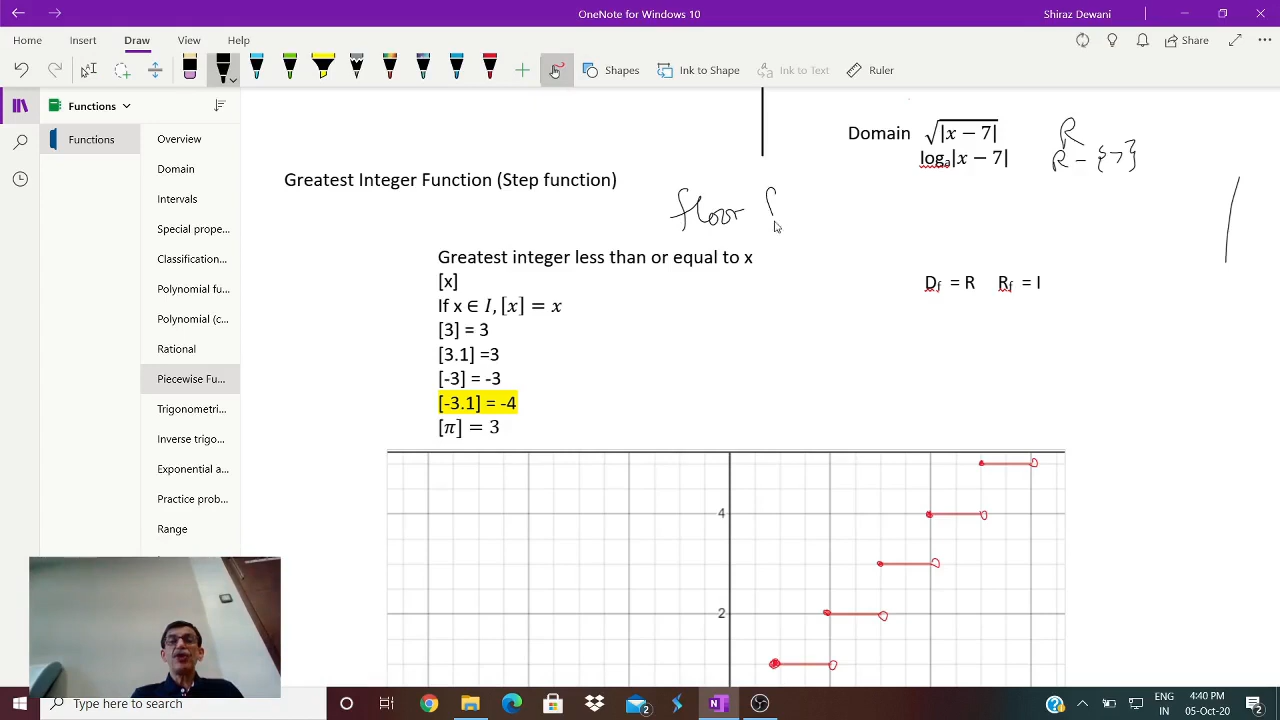 OneNote for Windows 10
Shiraz Dewani
Home Insert Draw View Help
Share
Shapes
Ink to Shape
Ink to Text
Ruler
Functions
Functions
Overview
Domain
Intervals
Special prope...
Classification...
Polynomial fu...
Polynomial (c...
Rational
Piecewise Fu...
Trigonometri...
Inverse trigo...
Exponential a...
Practice prob...
Range
Domain √|x − 7| R
logₐ|x − 7| R - {7}
Greatest Integer Function (Step function)
floor
Greatest integer less than or equal to x
[x]
D_f = R R_f = I
If x ∈ I, [x] = x
[3] = 3
[3.1] =3
[-3] = -3
[-3.1] = -4
[π] = 3
4
2
Type here to search
ENG
IN
4:40 PM
05-Oct-20
2
2